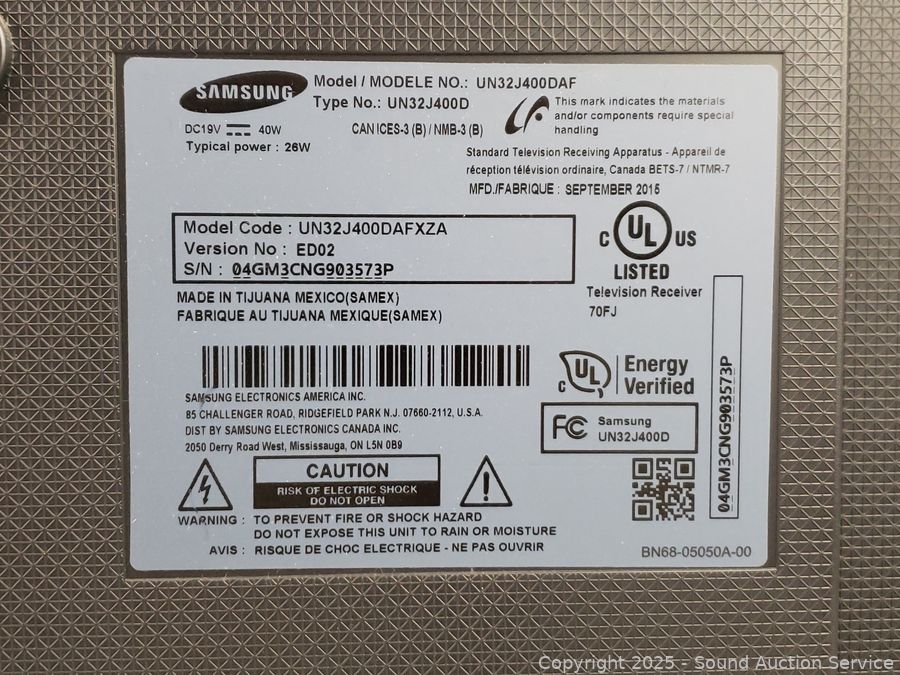 SAMSUNG
Model / MODELE NO.: UN32J400DAF
Type No.: UN32J400D
DC19V 40W
CAN ICES-3 (B) / NMB-3 (B)
Typical power : 26W
This mark indicates the materials
and/or components require special
handling
Standard Television Receiving Apparatus - Appareil de
réception télévision ordinaire, Canada BETS-7 / NTMR-7
MFD./FABRIQUE : SEPTEMBER 2015
Model Code : UN32J400DAFXZA
Version No : ED02
S/N : 04GM3CNG903573P
C UL US
LISTED
Television Receiver
70FJ
MADE IN TIJUANA MEXICO(SAMEX)
FABRIQUE AU TIJUANA MEXIQUE(SAMEX)
SAMSUNG ELECTRONICS AMERICA INC.
85 CHALLENGER ROAD, RIDGEFIELD PARK N.J. 07660-2112, U.S.A.
DIST BY SAMSUNG ELECTRONICS CANADA INC.
2050 Derry Road West, Mississauga, ON L5N 0B9
C UL
Energy
Verified
FC Samsung
UN32J400D
04GM3CNG903573P
CAUTION
RISK OF ELECTRIC SHOCK
DO NOT OPEN
WARNING : TO PREVENT FIRE OR SHOCK HAZARD
DO NOT EXPOSE THIS UNIT TO RAIN OR MOISTURE
AVIS : RISQUE DE CHOC ELECTRIQUE - NE PAS OUVRIR
BN68-05050A-00
Copyright 2025 - Sound Auction Service